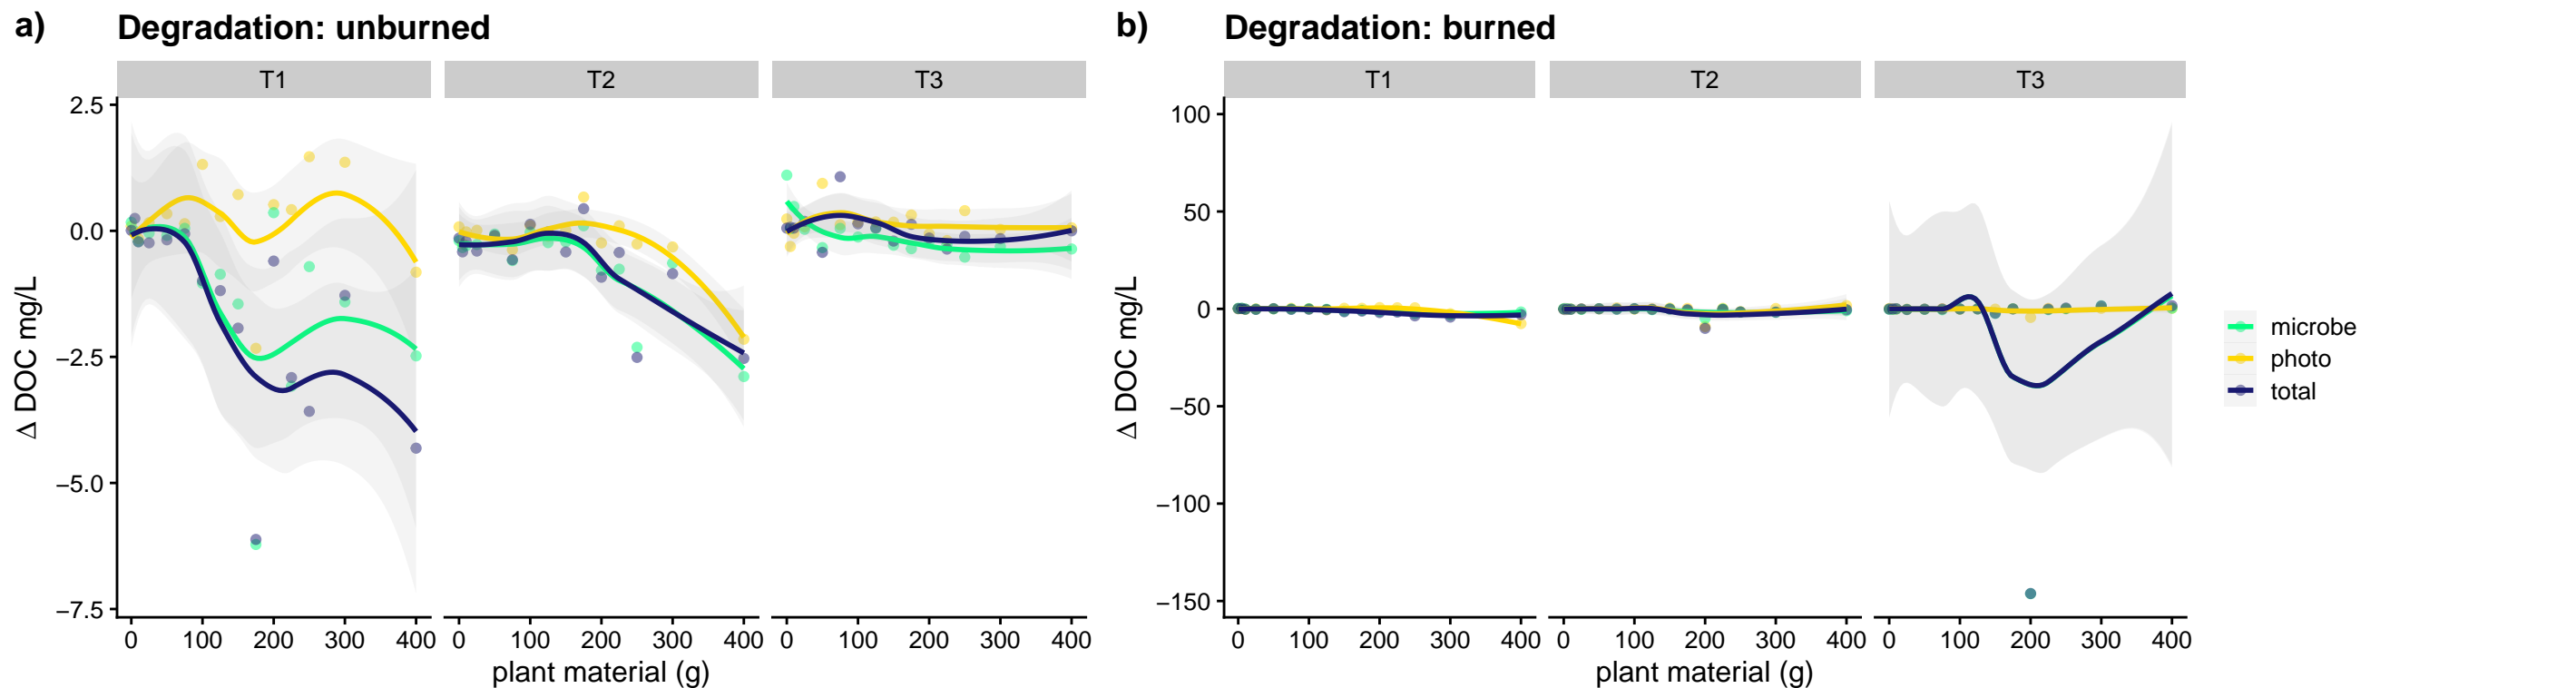 a) Degradation: unburned
T1 T2 T3
2.5
0.0
−2.5
−5.0
−7.5
Δ DOC mg/L
0 100 200 300 400 0 100 200 300 400 0 100 200 300 400
plant material (g)
b) Degradation: burned
T1 T2 T3
100
50
0
−50
−100
−150
Δ DOC mg/L
0 100 200 300 400 0 100 200 300 400 0 100 200 300 400
plant material (g)
microbe
photo
total